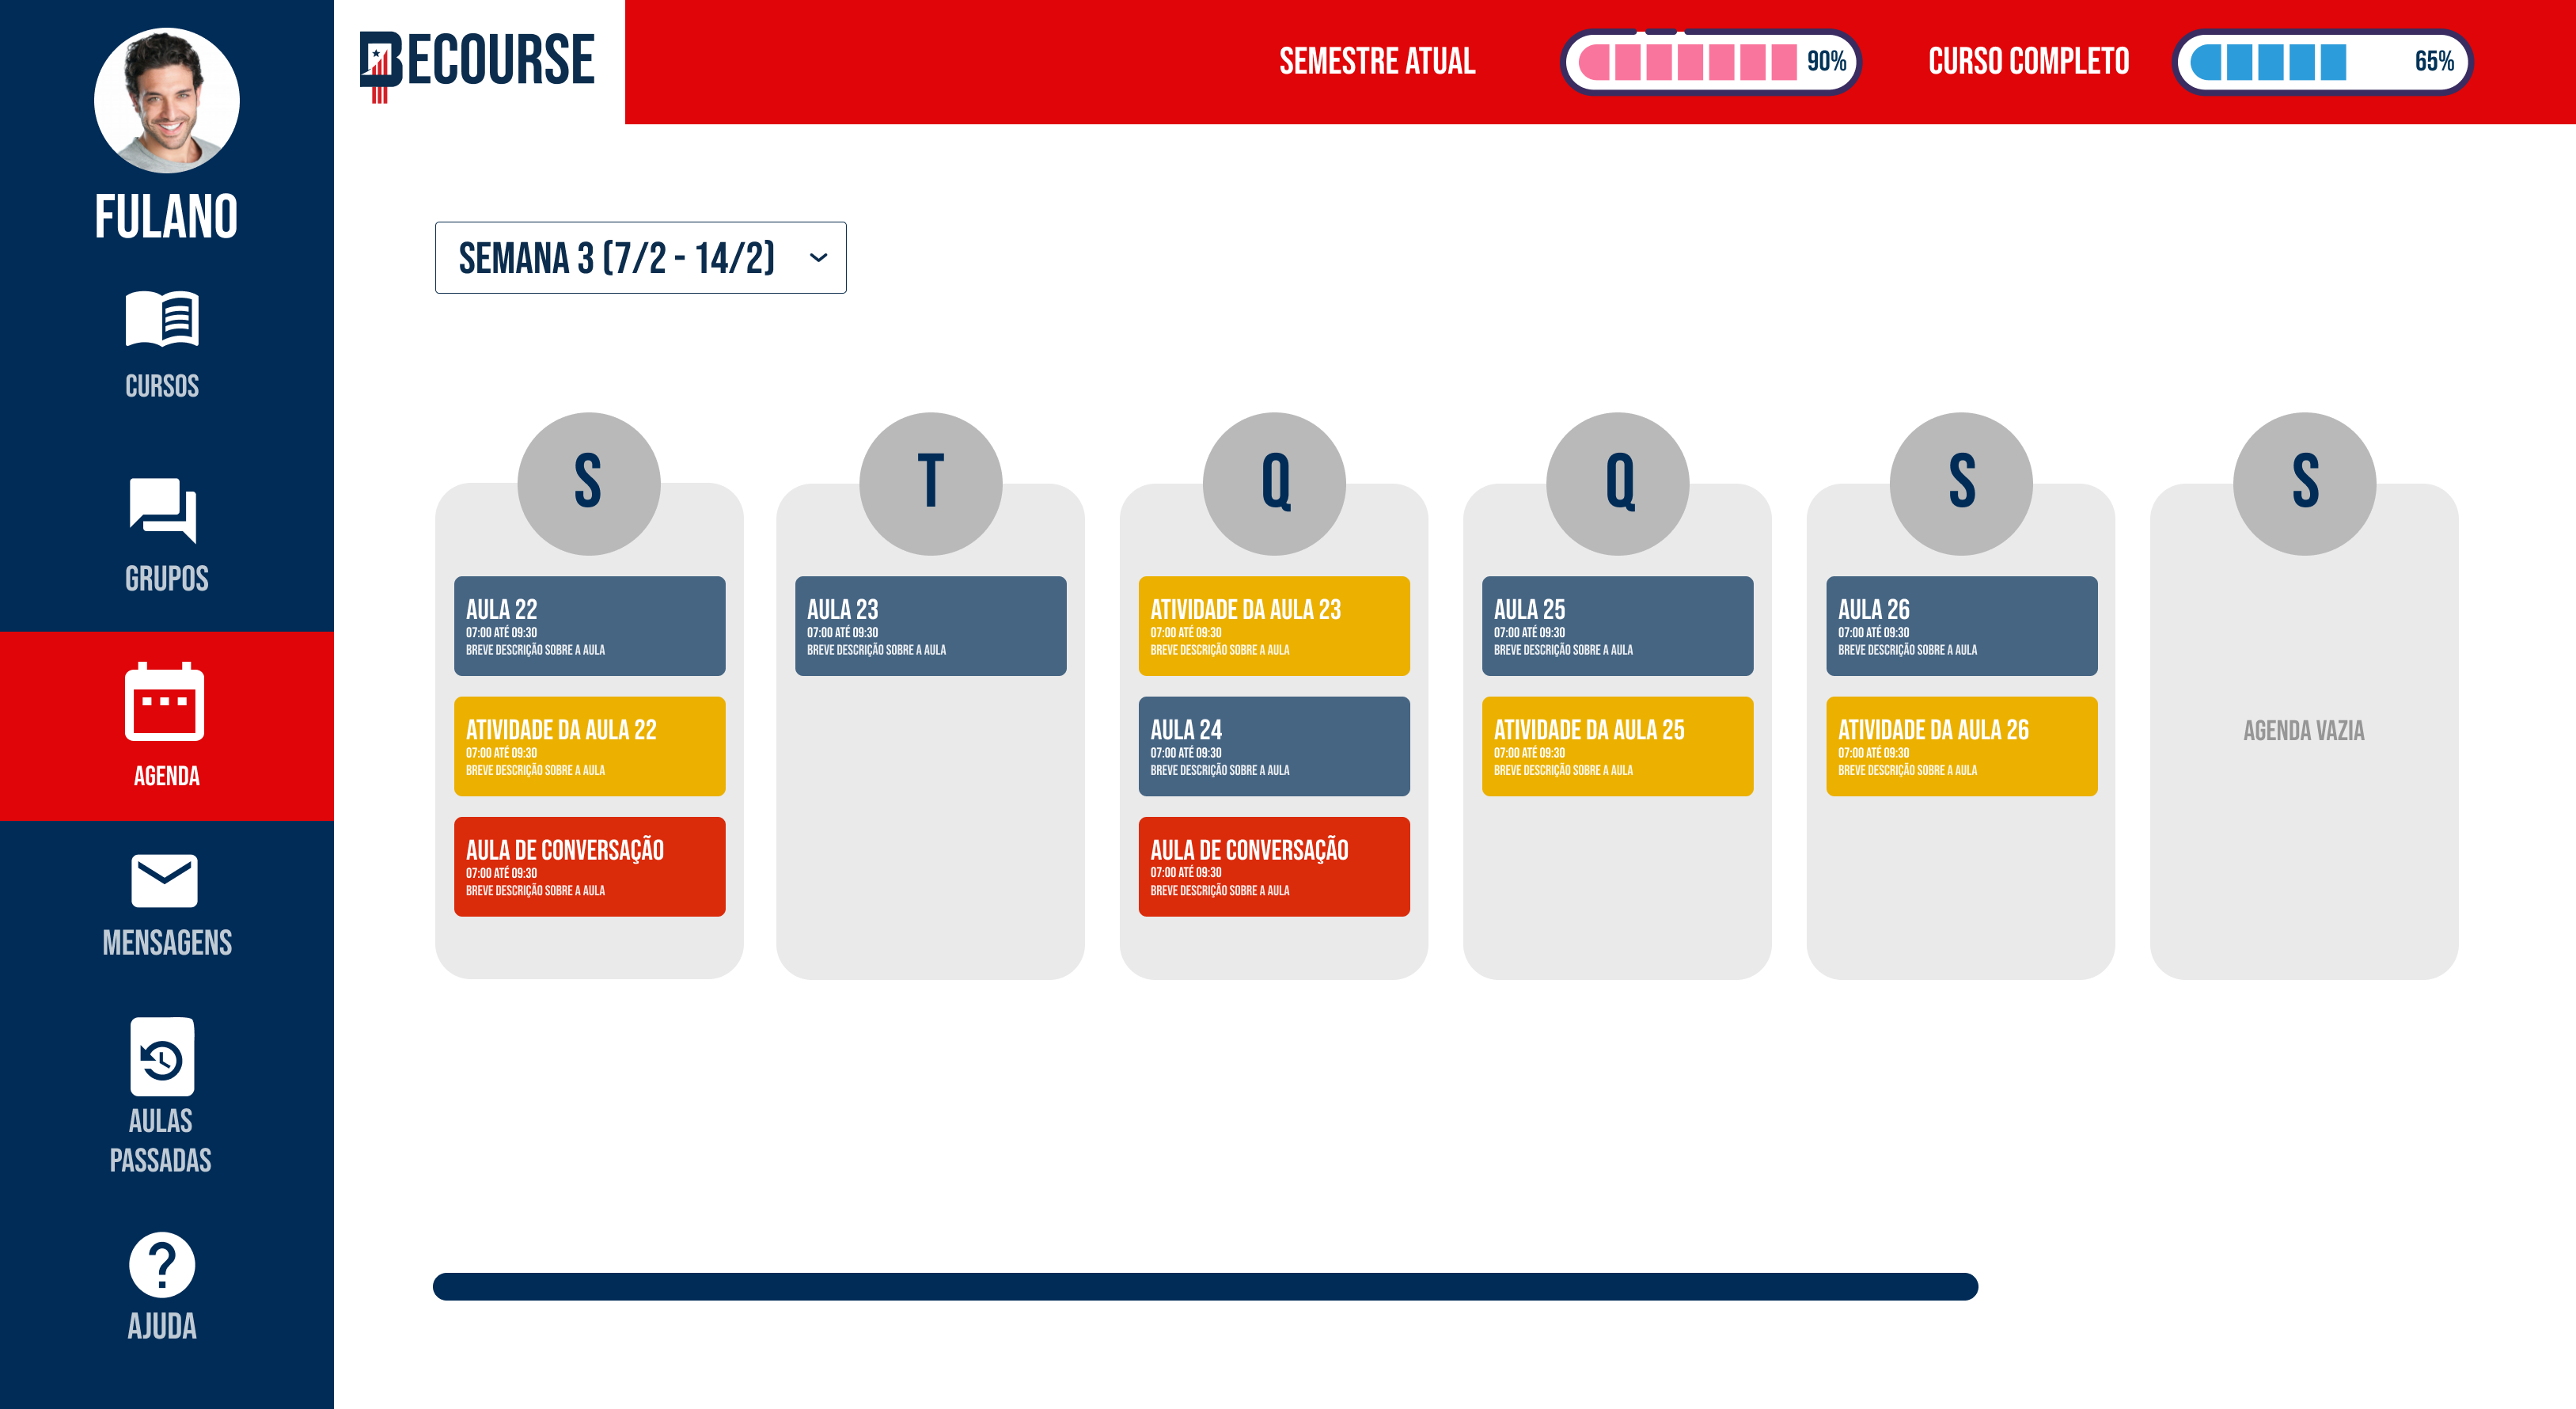 FULANO
CURSOS
GRUPOS
AGENDA
MENSAGENS
AULAS
PASSADAS
AJUDA
BECOURSE
SEMESTRE ATUAL
90%
CURSO COMPLETO
65%
SEMANA 3 (7/2 - 14/2)
S
AULA 22
07:00 ATÉ 09:30
BREVE DESCRIÇÃO SOBRE A AULA
ATIVIDADE DA AULA 22
07:00 ATÉ 09:30
BREVE DESCRIÇÃO SOBRE A AULA
AULA DE CONVERSAÇÃO
07:00 ATÉ 09:30
BREVE DESCRIÇÃO SOBRE A AULA
T
AULA 23
07:00 ATÉ 09:30
BREVE DESCRIÇÃO SOBRE A AULA
Q
ATIVIDADE DA AULA 23
07:00 ATÉ 09:30
BREVE DESCRIÇÃO SOBRE A AULA
AULA 24
07:00 ATÉ 09:30
BREVE DESCRIÇÃO SOBRE A AULA
AULA DE CONVERSAÇÃO
07:00 ATÉ 09:30
BREVE DESCRIÇÃO SOBRE A AULA
Q
AULA 25
07:00 ATÉ 09:30
BREVE DESCRIÇÃO SOBRE A AULA
ATIVIDADE DA AULA 25
07:00 ATÉ 09:30
BREVE DESCRIÇÃO SOBRE A AULA
S
AULA 26
07:00 ATÉ 09:30
BREVE DESCRIÇÃO SOBRE A AULA
ATIVIDADE DA AULA 26
07:00 ATÉ 09:30
BREVE DESCRIÇÃO SOBRE A AULA
S
AGENDA VAZIA